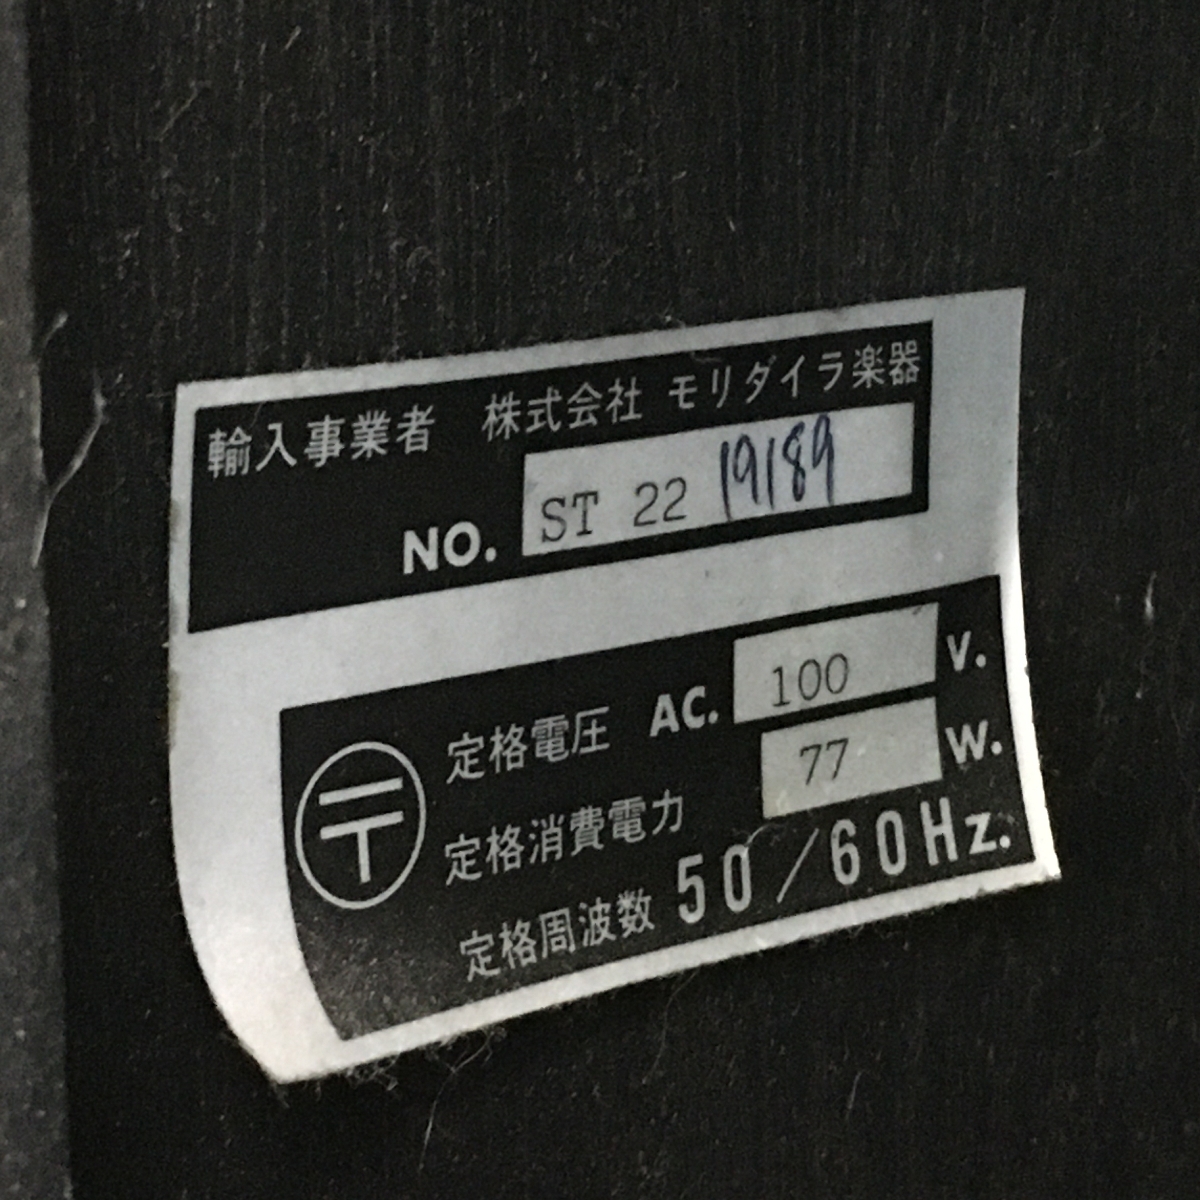 輸入事業者 株式会社 モリダイラ楽器
NO. ST 22 19189
〒
定格電圧 AC. 100 V.
定格消費電力 77 W.
定格周波数 50/60Hz.